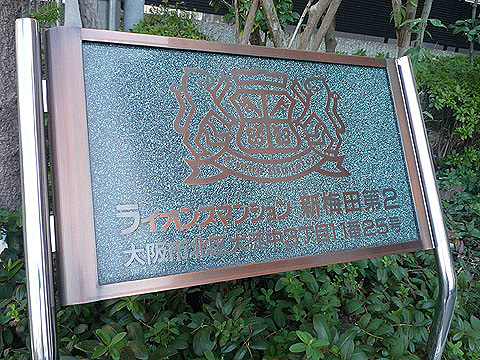 ライオンズマンション 新梅田第2
大阪市北区大淀中3丁目11番25号